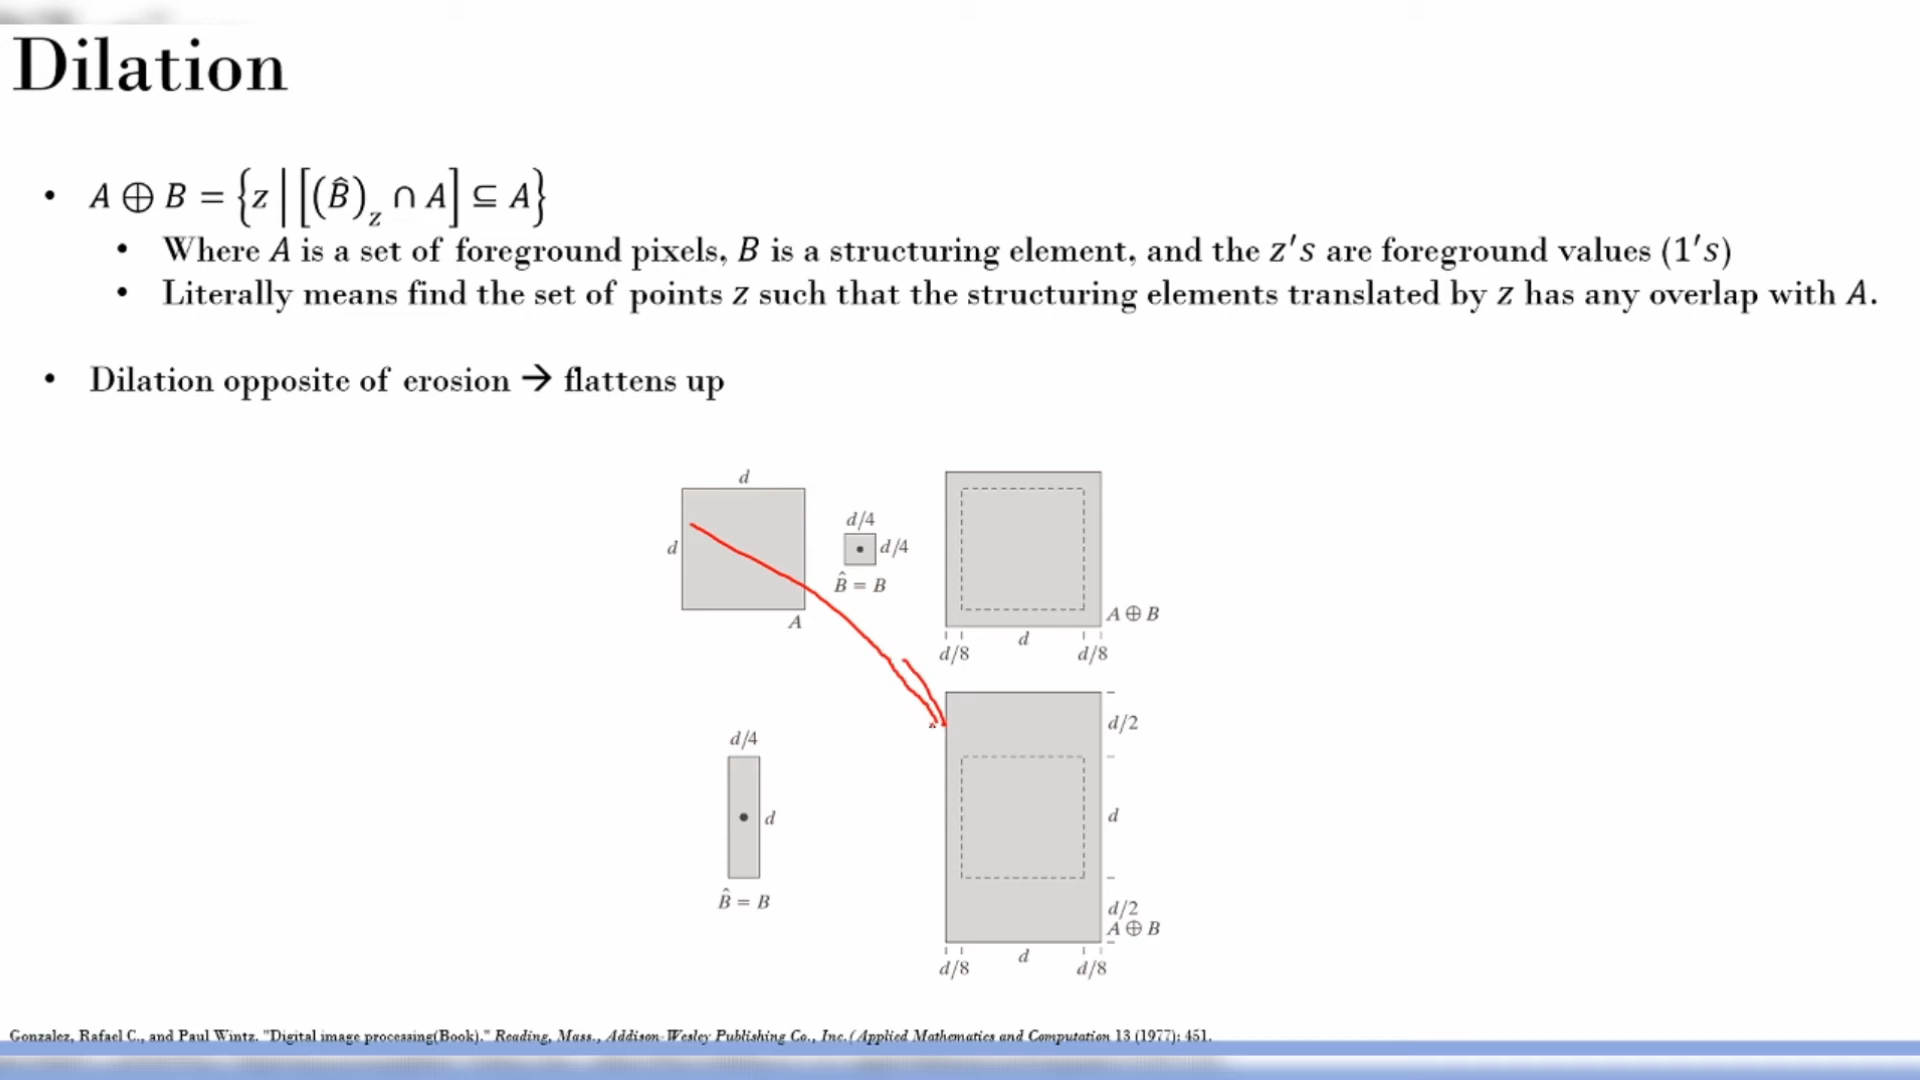 Dilation
• A ⊕ B = {z | [(B̂)_z ∩ A] ⊆ A}
• Where A is a set of foreground pixels, B is a structuring element, and the z's are foreground values (1's)
• Literally means find the set of points z such that the structuring elements translated by z has any overlap with A.
• Dilation opposite of erosion → flattens up
d
d
A
d/4
d/4
B̂ = B
A ⊕ B
d/8
d
d/8
d/4
d
B̂ = B
d/2
d
d/2
A ⊕ B
d/8
d
d/8
Gonzalez, Rafael C., and Paul Wintz. "Digital image processing(Book)." Reading, Mass., Addison-Wesley Publishing Co., Inc.(Applied Mathematics and Computation 13 (1977): 451.